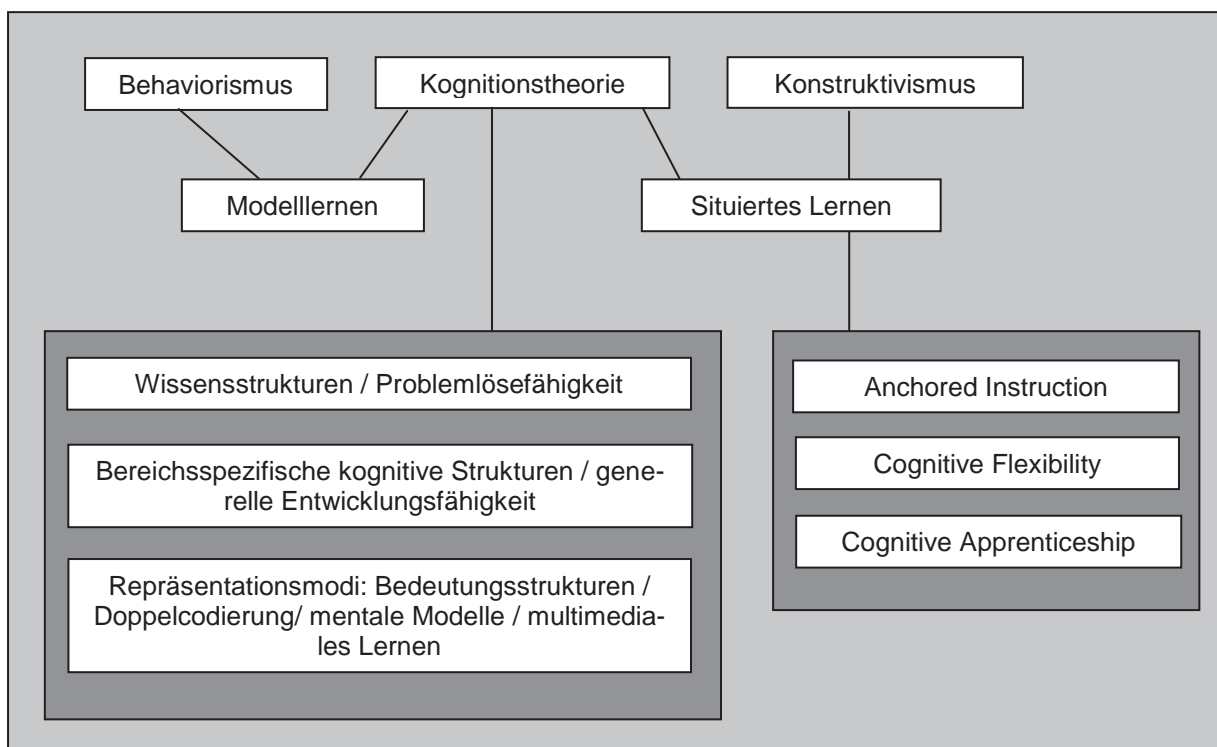 Behaviorismus
Kognitionstheorie
Konstruktivismus
Modelllernen
Situiertes Lernen
Wissensstrukturen / Problemlösefähigkeit
Bereichsspezifische kognitive Strukturen / gene-
relle Entwicklungsfähigkeit
Repräsentationsmodi: Bedeutungsstrukturen /
Doppelcodierung/ mentale Modelle / multimedia-
les Lernen
Anchored Instruction
Cognitive Flexibility
Cognitive Apprenticeship